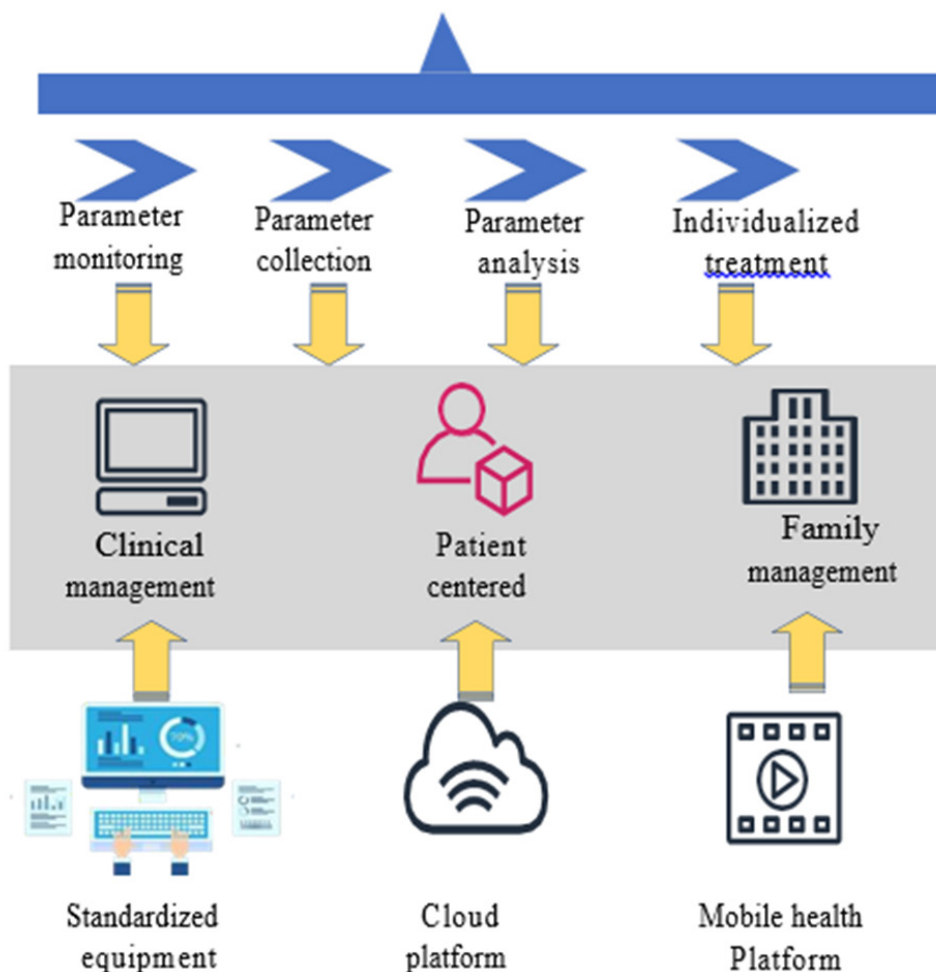 Parameter
monitoring
Parameter
collection
Parameter
analysis
Individualized
treatment
Clinical
management
Patient
centered
Family
management
70%
Standardized
equipment
Cloud
platform
Mobile health
Platform